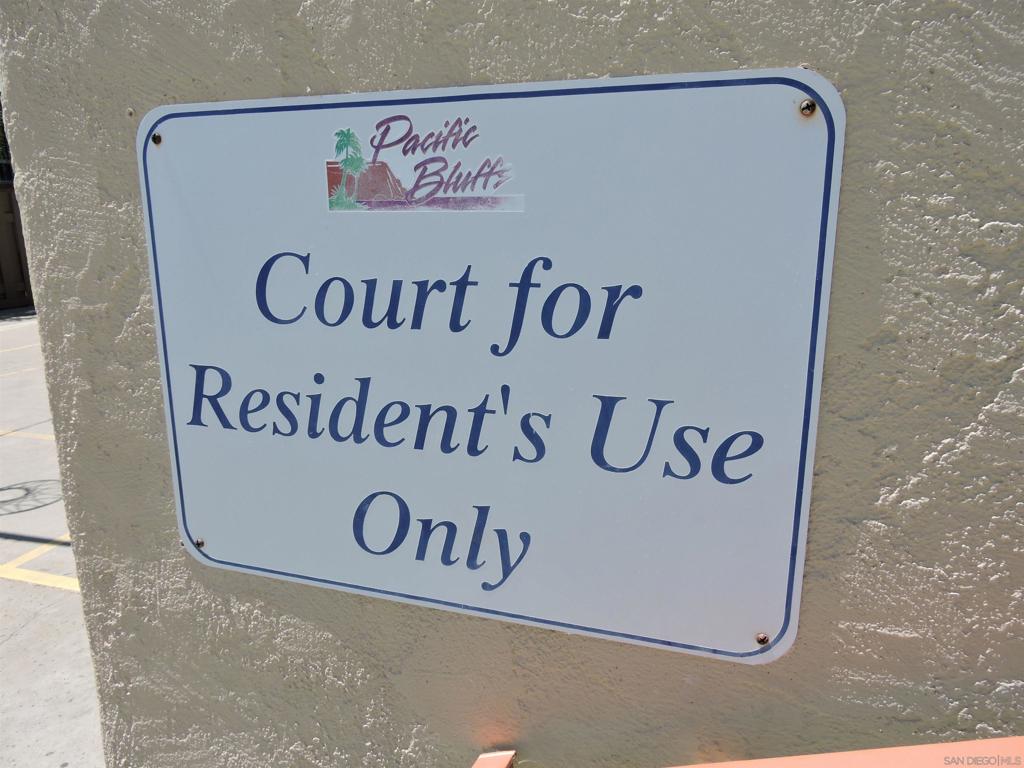 Pacific
Bluffs
Court for
Resident's Use
Only
SAN DIEGO|MLS